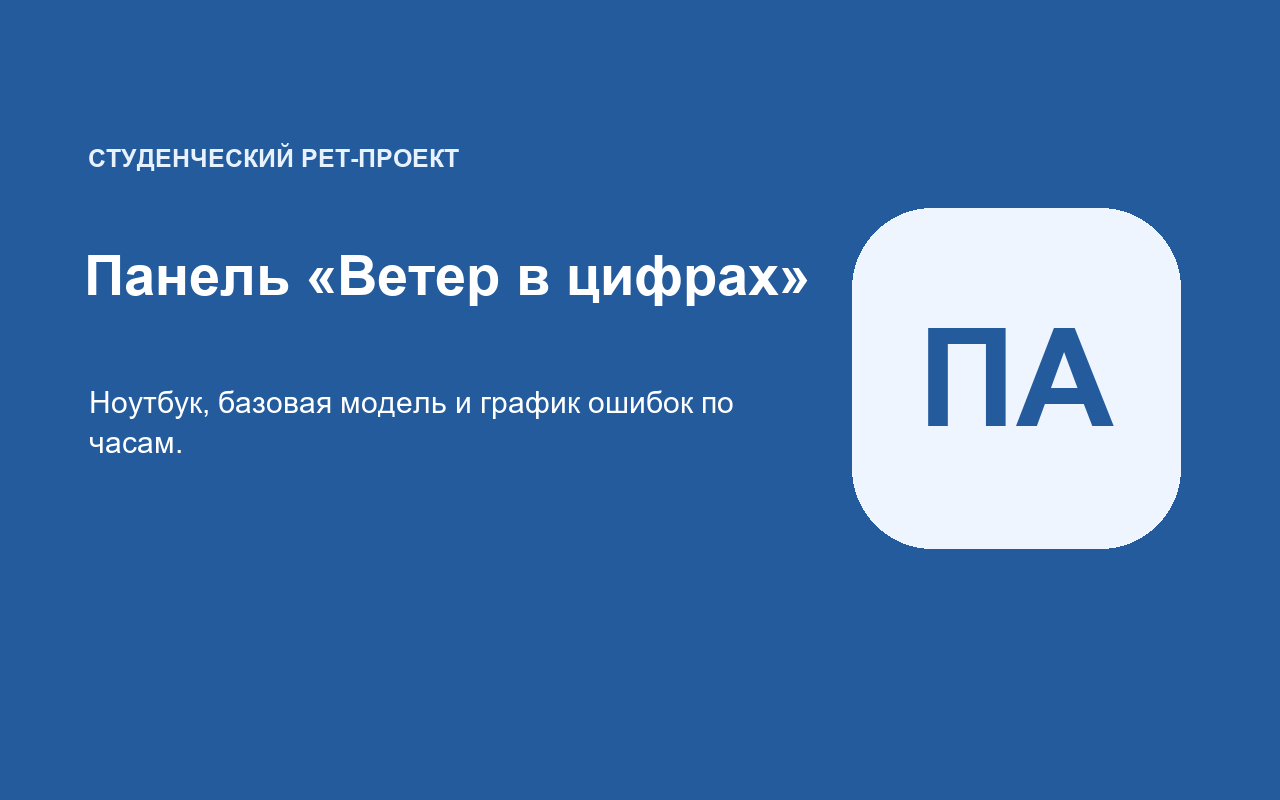 СТУДЕНЧЕСКИЙ PET-ПРОЕКТ
Панель «Ветер в цифрах»
ПА
Ноутбук, базовая модель и график ошибок по
часам.